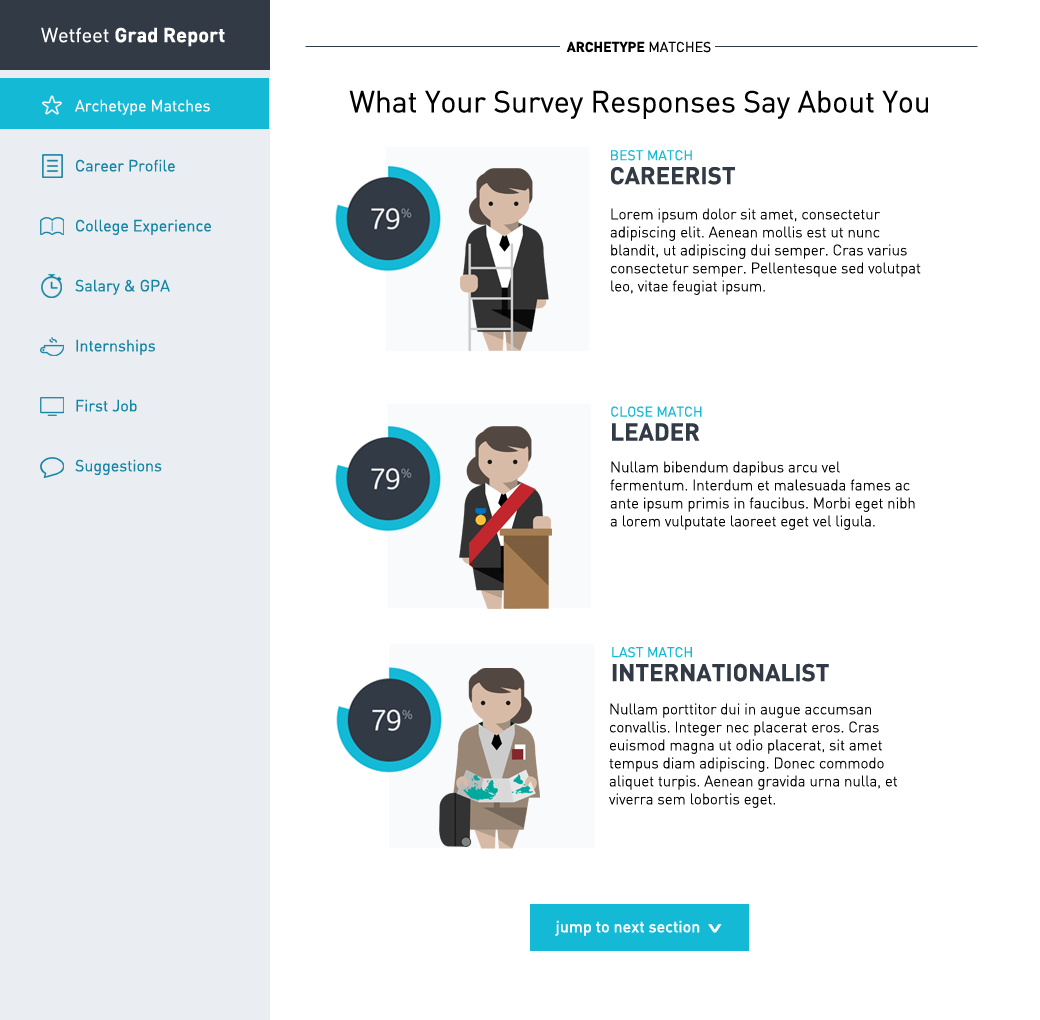 Wetfeet Grad Report
Archetype Matches
Career Profile
College Experience
Salary & GPA
Internships
First Job
Suggestions
ARCHETYPE MATCHES
What Your Survey Responses Say About You
79%
BEST MATCH
CAREERIST
Lorem ipsum dolor sit amet, consectetur
adipiscing elit. Aenean mollis est ut nunc
blandit, ut adipiscing dui semper. Cras varius
consectetur semper. Pellentesque sed volutpat
leo, vitae feugiat ipsum.
79%
CLOSE MATCH
LEADER
Nullam bibendum dapibus arcu vel
fermentum. Interdum et malesuada fames ac
ante ipsum primis in faucibus. Morbi eget nibh
a lorem vulputate laoreet eget vel ligula.
79%
LAST MATCH
INTERNATIONALIST
Nullam porttitor dui in augue accumsan
convallis. Integer nec placerat eros. Cras
euismod magna ut odio placerat, sit amet
tempus diam adipiscing. Donec commodo
aliquet turpis. Aenean gravida urna nulla, et
viverra sem lobortis eget.
jump to next section